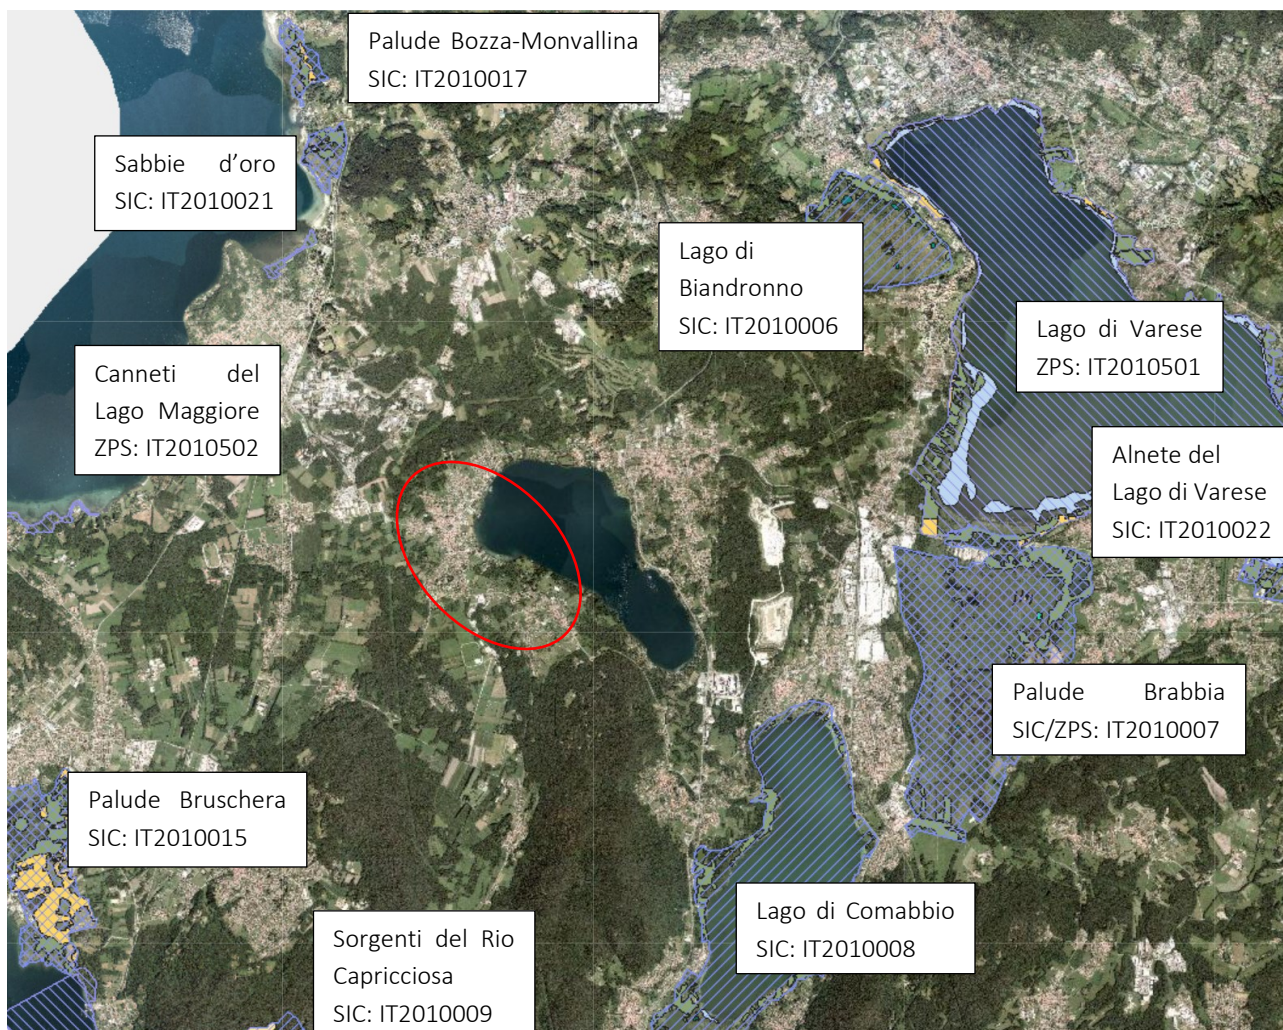 Palude Bozza-Monvallina
SIC: IT2010017
Sabbie d'oro
SIC: IT2010021
Lago di
Biandronno
SIC: IT2010006
Lago di Varese
ZPS: IT2010501
Canneti del
Lago Maggiore
ZPS: IT2010502
Alnete del
Lago di Varese
SIC: IT2010022
Palude Brabbia
SIC/ZPS: IT2010007
Palude Bruschera
SIC: IT2010015
Lago di Comabbio
SIC: IT2010008
Sorgenti del Rio
Capricciosa
SIC: IT2010009